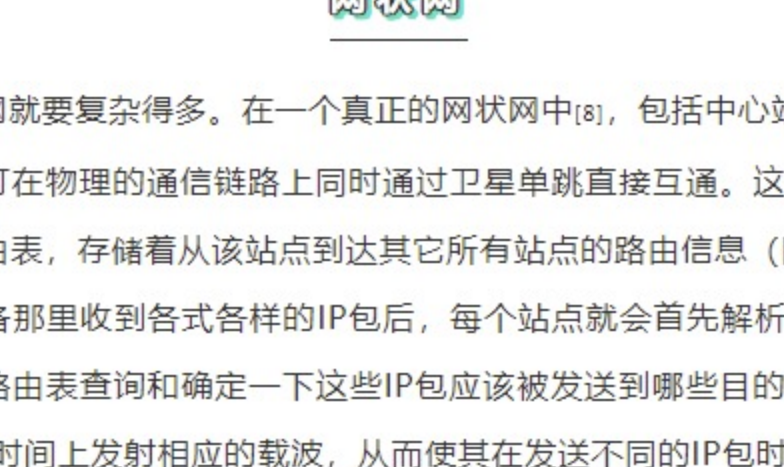 网状网
就要复杂得多。在一个真正的网状网中[8]，包括中心
在物理的通信链路上同时通过卫星单跳直接互通。这
表，存储着从该站点到达其它所有站点的路由信息（
那里收到各式各样的IP包后，每个站点就会首先解析
路由表查询和确定一下这些IP包应该被发送到哪些目的
时间上发射相应的载波，从而使其在发送不同的IP包时